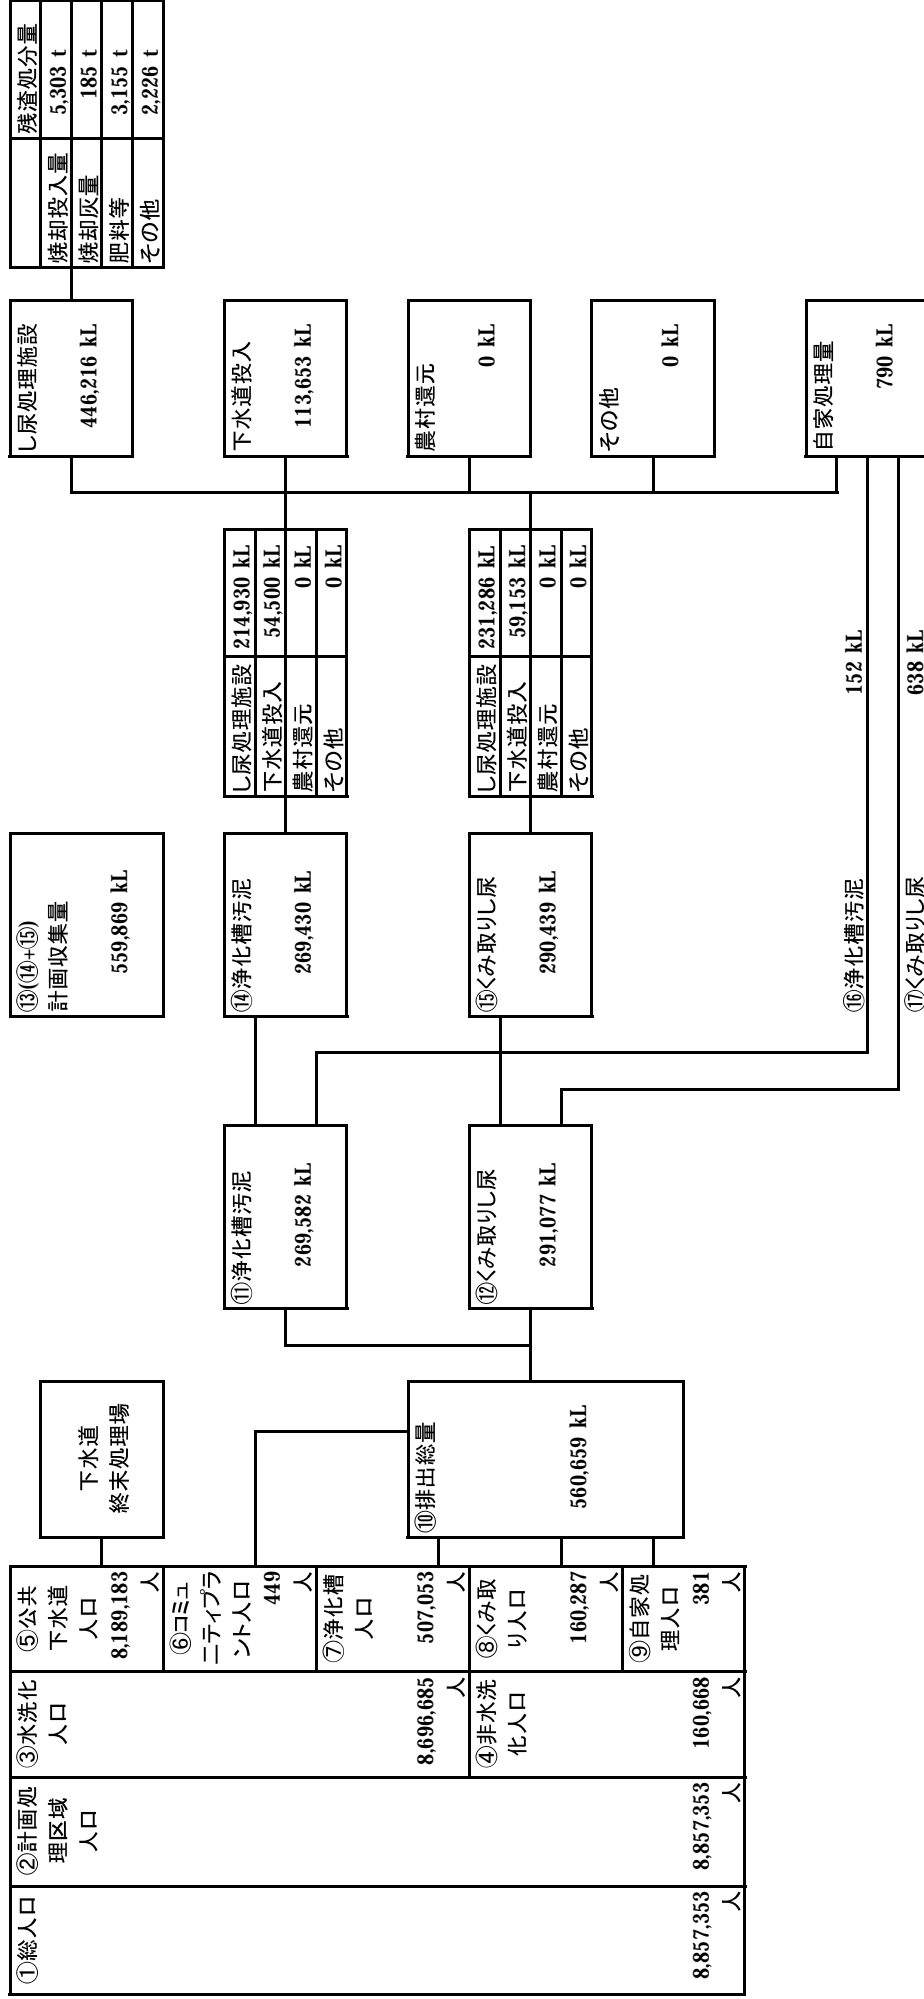 ①総人口
8,857,353
人
②計画処
理区域
人口
8,857,353
人
③水洗化
人口
8,696,685
人
④非水洗
化人口
160,668
人
⑤公共
下水道
人口
8,189,183
人
⑥コミュ
ニティプラ
ント人口
449
人
⑦浄化槽
人口
507,053
人
⑧くみ取
り人口
160,287
人
⑨自家処
理人口
381
人
下水道
終末処理場
⑩排出総量
560,659 kL
⑪浄化槽汚泥
269,582 kL
⑫くみ取りし尿
291,077 kL
⑬(⑭+⑮)
計画収集量
559,869 kL
⑭浄化槽汚泥
269,430 kL
⑮くみ取りし尿
290,439 kL
⑯浄化槽汚泥
152 kL
⑰くみ取りし尿
638 kL
し尿処理施設 214,930 kL
下水道投入 54,500 kL
農村還元 0 kL
その他 0 kL
し尿処理施設 231,286 kL
下水道投入 59,153 kL
農村還元 0 kL
その他 0 kL
し尿処理施設
446,216 kL
下水道投入
113,653 kL
農村還元
0 kL
その他
0 kL
自家処理量
790 kL
残渣処分量
焼却投入量 5,303 t
焼却灰量 185 t
肥料等 3,155 t
その他 2,226 t